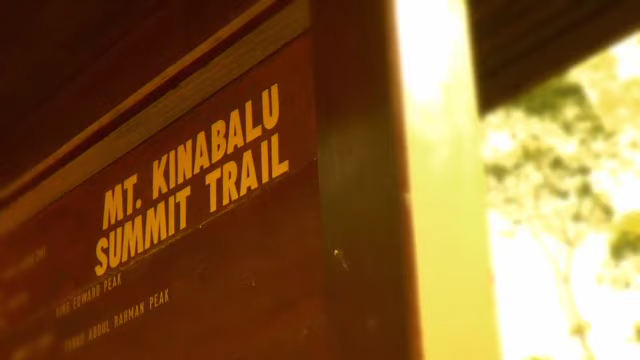 MT. KINABALU
SUMMIT TRAIL
KING EDWARD PEAK
TUNKU ABDUL RAHMAN PEAK